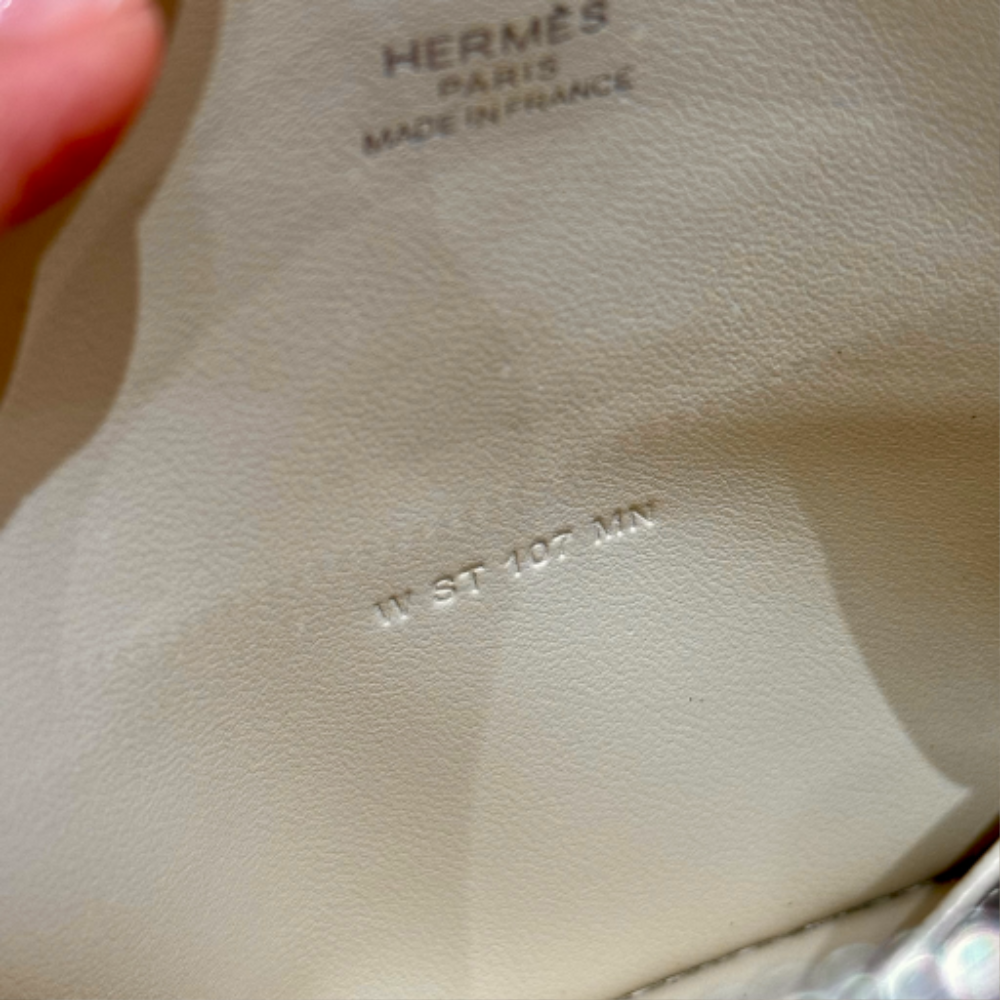 HERMÈS
PARIS
MADE IN FRANCE
W ST 107 MN